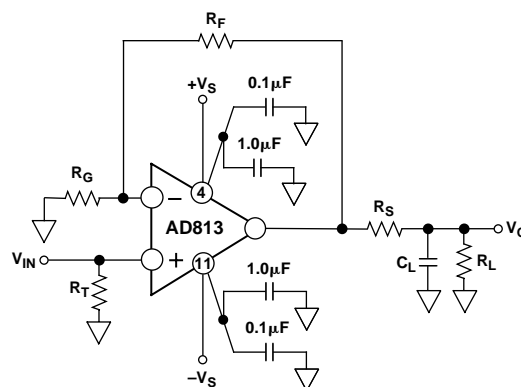 R_F
+V_S
0.1μF
1.0μF
R_G
−
4
AD813
R_S
V_O
V_IN
+
11
C_L
R_L
R_T
1.0μF
0.1μF
−V_S